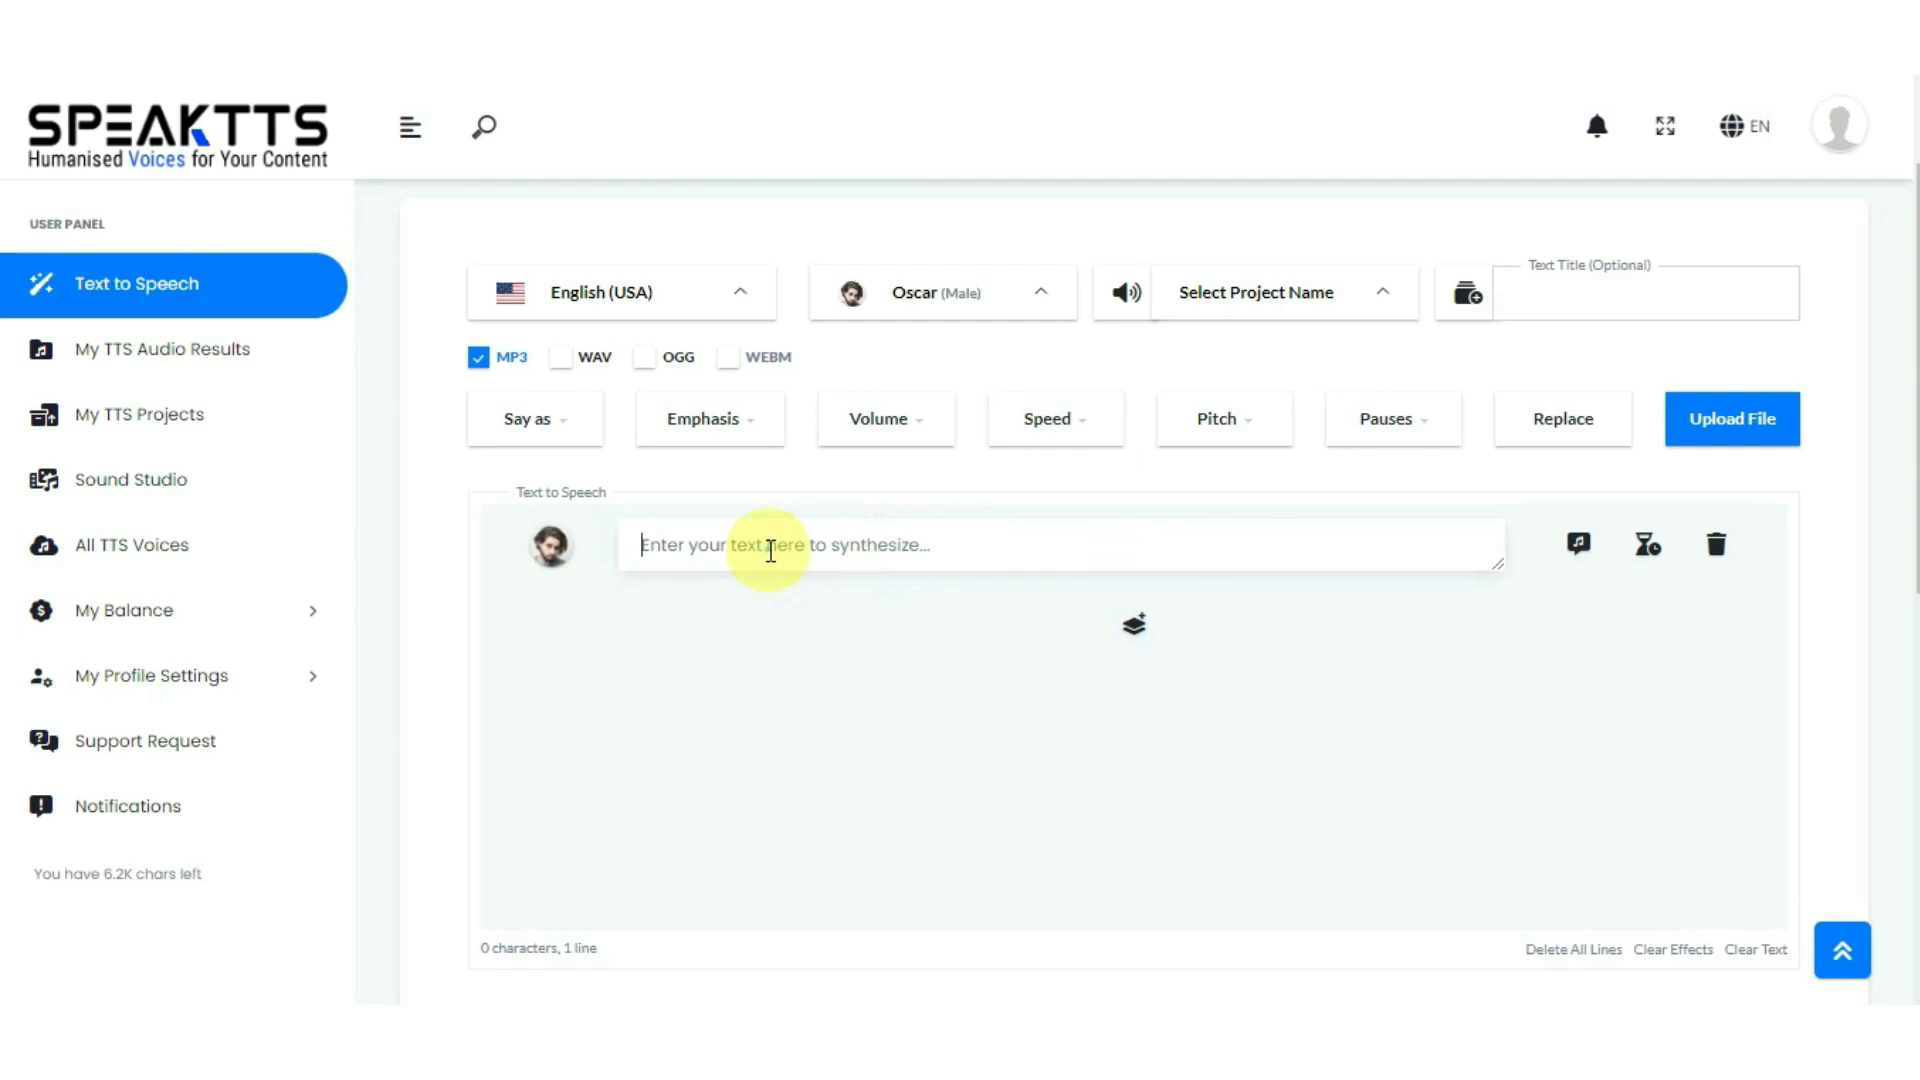 SPEAKTTS
Humanised Voices for Your Content
EN
USER PANEL
Text to Speech
My TTS Audio Results
My TTS Projects
Sound Studio
All TTS Voices
My Balance
My Profile Settings
Support Request
Notifications
You have 6.2K chars left
English (USA)
Oscar (Male)
Select Project Name
Text Title (Optional)
MP3 WAV OGG WEBM
Say as Emphasis Volume Speed Pitch Pauses Replace Upload File
Text to Speech
Enter your text here to synthesize...
0 characters, 1 line
Delete All Lines Clear Effects Clear Text